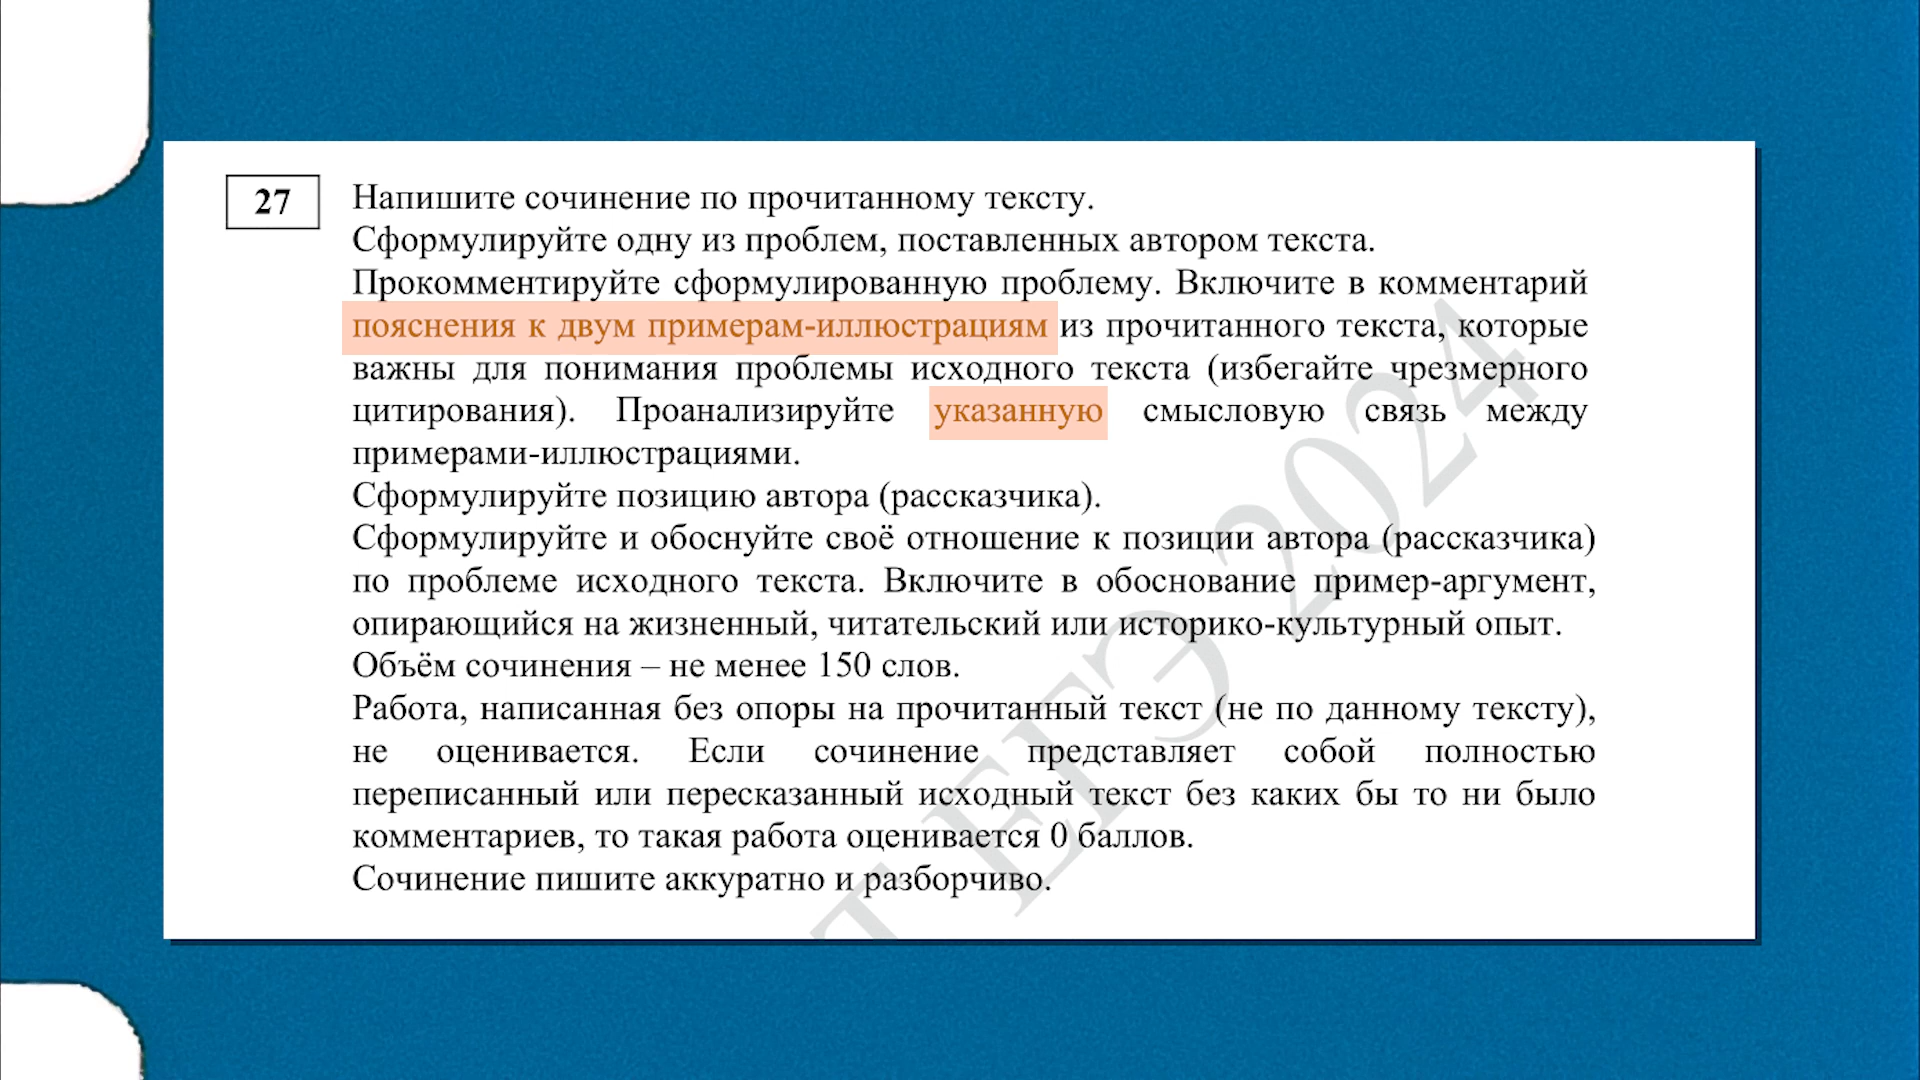 27
Напишите сочинение по прочитанному тексту.
Сформулируйте одну из проблем, поставленных автором текста.
Прокомментируйте сформулированную проблему. Включите в комментарий
пояснения к двум примерам-иллюстрациям из прочитанного текста, которые
важны для понимания проблемы исходного текста (избегайте чрезмерного
цитирования). Проанализируйте указанную смысловую связь между
примерами-иллюстрациями.
Сформулируйте позицию автора (рассказчика).
Сформулируйте и обоснуйте своё отношение к позиции автора (рассказчика)
по проблеме исходного текста. Включите в обоснование пример-аргумент,
опирающийся на жизненный, читательский или историко-культурный опыт.
Объём сочинения – не менее 150 слов.
Работа, написанная без опоры на прочитанный текст (не по данному тексту),
не оценивается. Если сочинение представляет собой полностью
переписанный или пересказанный исходный текст без каких бы то ни было
комментариев, то такая работа оценивается 0 баллов.
Сочинение пишите аккуратно и разборчиво.
Т ЕГЭ 2024